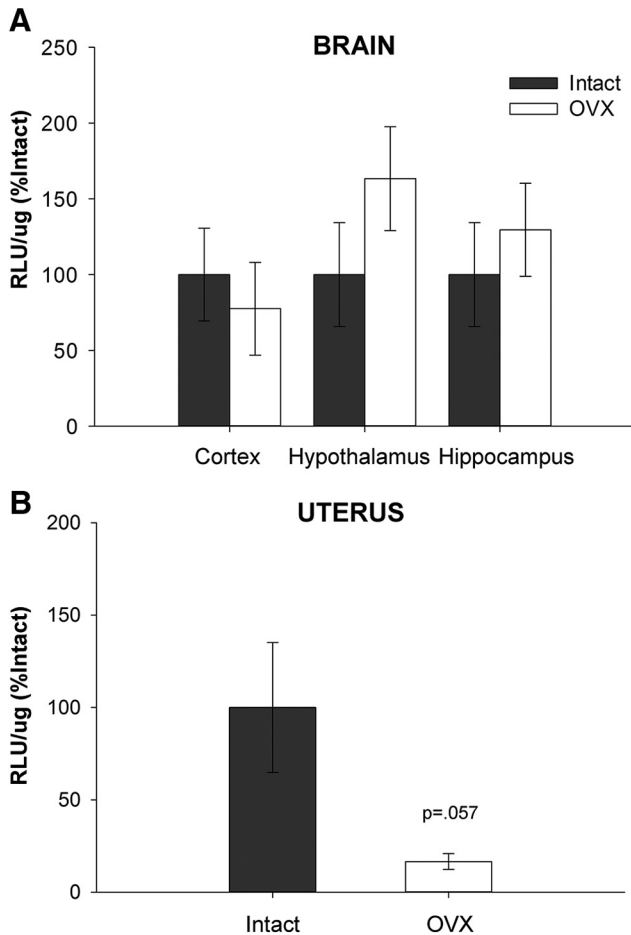 A
BRAIN
250
200
150
100
50
0
RLU/ug (%Intact)
Intact
OVX
Cortex Hypothalamus Hippocampus
B
UTERUS
200
150
100
50
0
RLU/ug (%Intact)
p=.057
Intact OVX